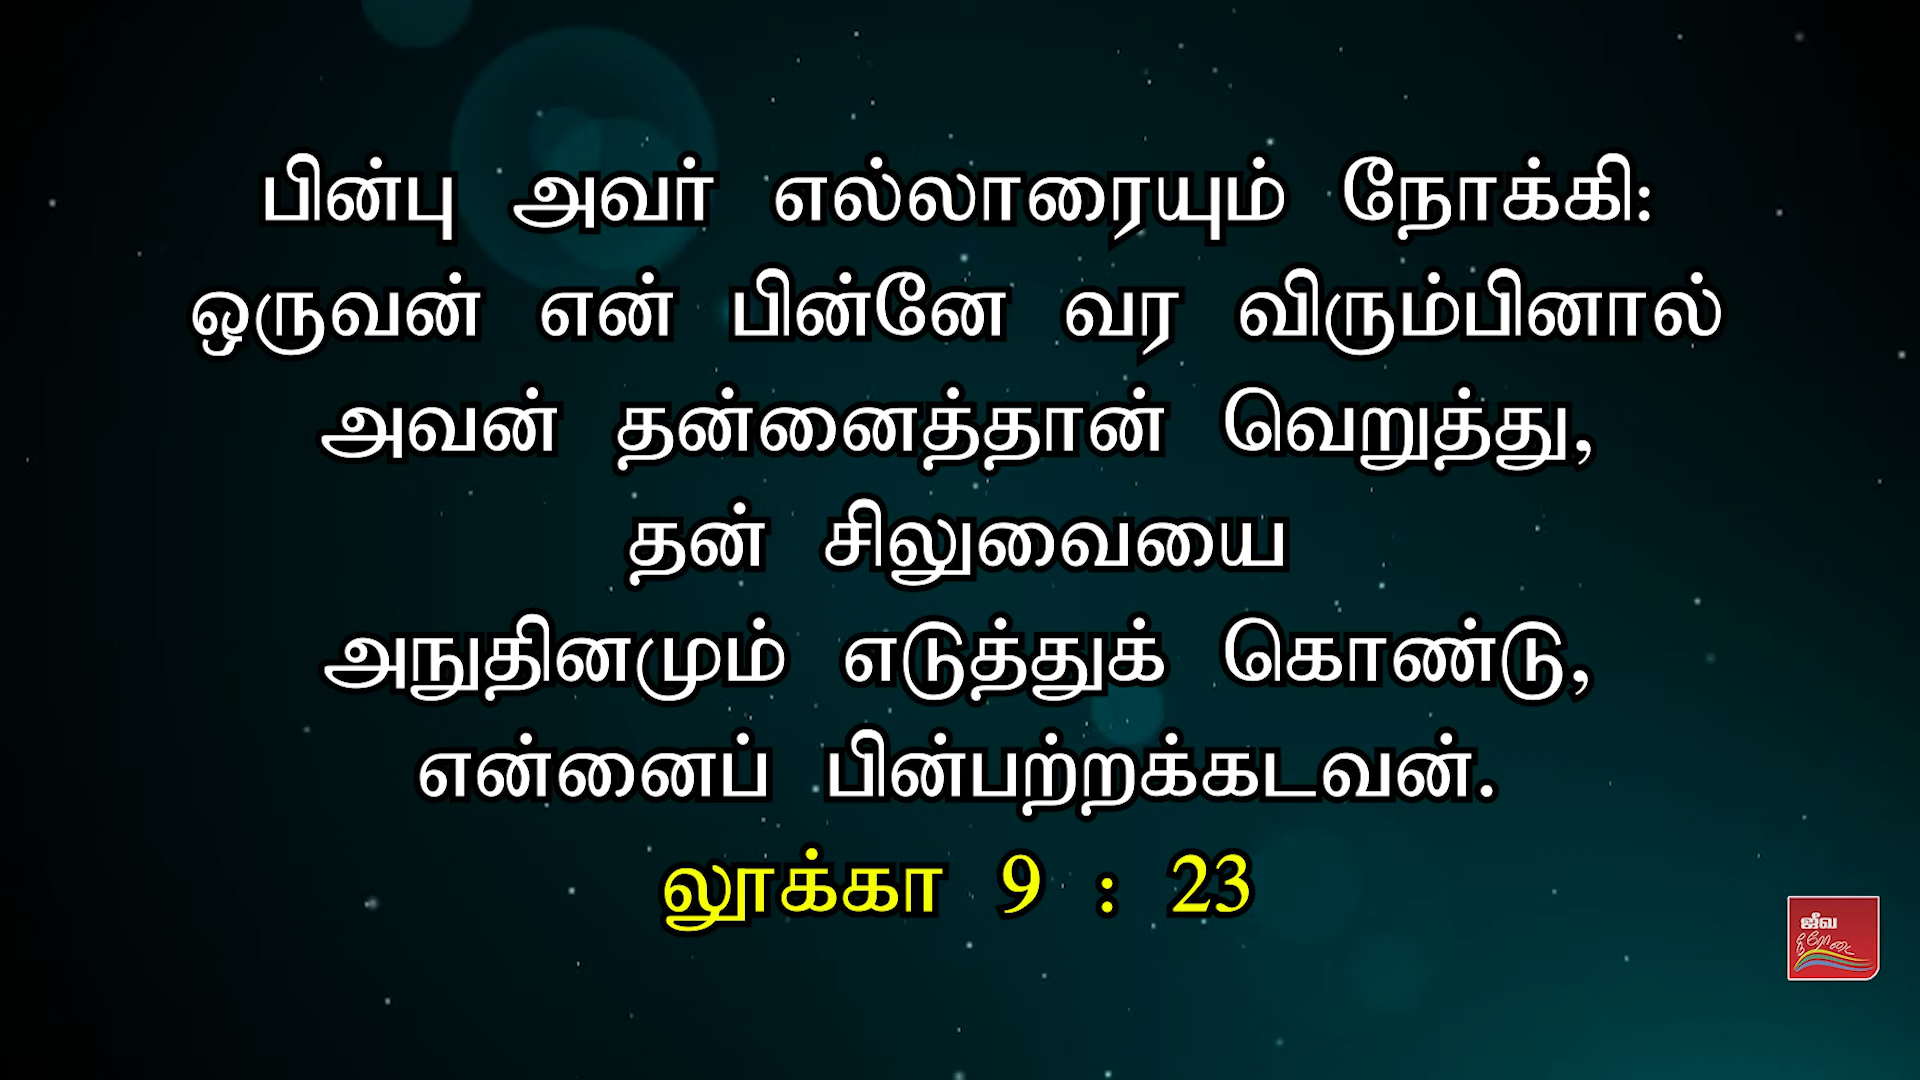 பின்பு அவர் எல்லாரையும் நோக்கி:
ஒருவன் என் பின்னே வர விரும்பினால்
அவன் தன்னைத்தான் வெறுத்து,
தன் சிலுவையை
அநுதினமும் எடுத்துக் கொண்டு,
என்னைப் பின்பற்றக்கடவன்.
லூக்கா 9 : 23
ஜீவ
நீரோடை